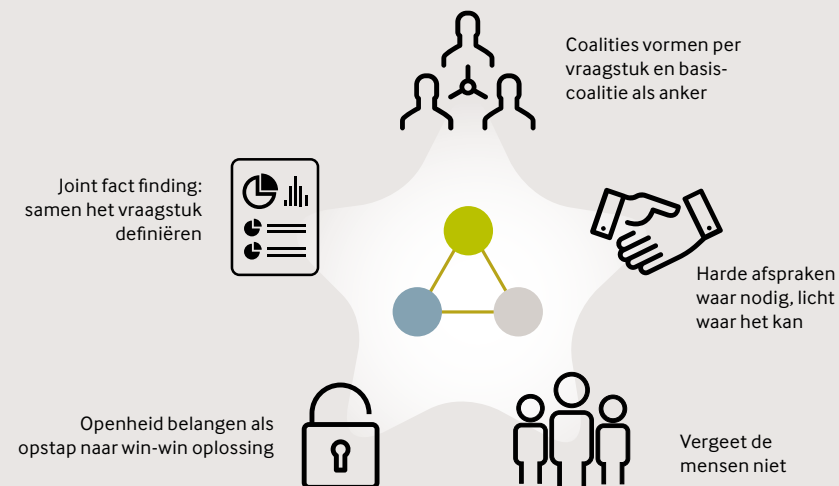 Coalities vormen per
vraagstuk en basis-
coalitie als anker
Joint fact finding:
samen het vraagstuk
definiëren
Harde afspraken
waar nodig, licht
waar het kan
Openheid belangen als
opstap naar win-win oplossing
Vergeet de
mensen niet